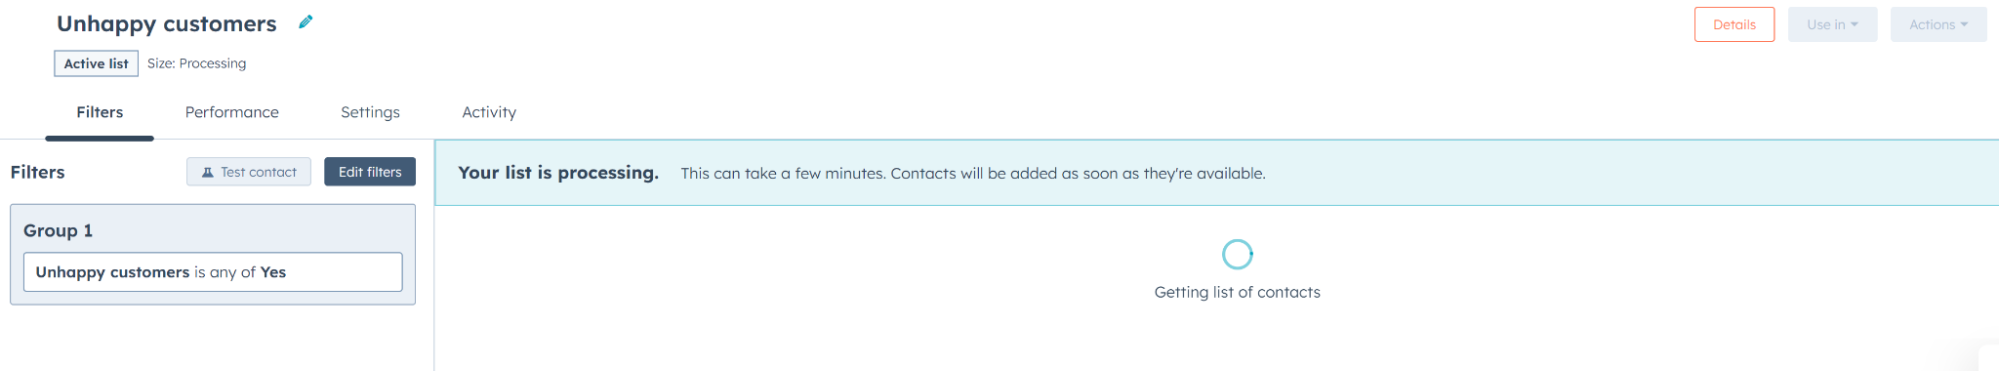 Unhappy customers
Details
Use in
Actions
Active list
Size: Processing
Filters
Performance
Settings
Activity
Filters
Test contact
Edit filters
Your list is processing. This can take a few minutes. Contacts will be added as soon as they're available.
Group 1
Unhappy customers is any of Yes
Getting list of contacts